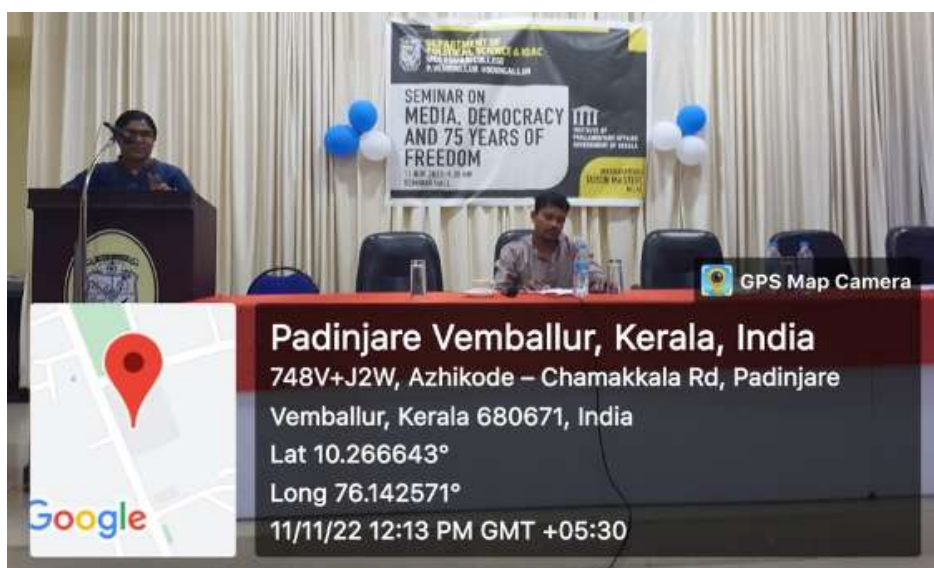 DEPARTMENT OF
POLITICAL SCIENCE & IQAC
SEMINAR ON
MEDIA, DEMOCRACY
AND 75 YEARS OF
FREEDOM
SEMINAR HALL
INSTITUTE OF
PARLIAMENTARY AFFAIRS
GOVERNMENT OF KERALA
GPS Map Camera
Padinjare Vemballur, Kerala, India
748V+J2W, Azhikode – Chamakkala Rd, Padinjare
Vemballur, Kerala 680671, India
Lat 10.266643°
Long 76.142571°
11/11/22 12:13 PM GMT +05:30
Google